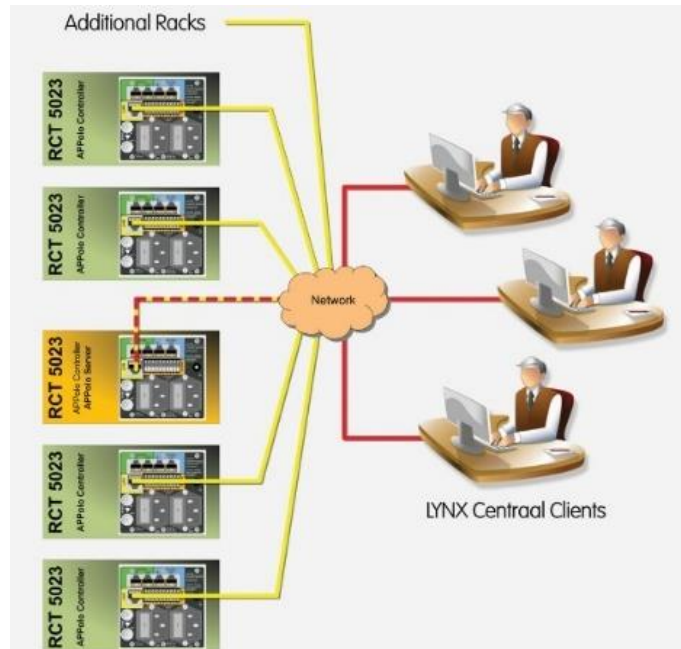 Additional Racks
RCT 5023
APPolo Controller
RCT 5023
APPolo Controller
RCT 5023
APPolo Controller
APPolo Server
RCT 5023
APPolo Controller
RCT 5023
APPolo Controller
Network
LYNX Centraal Clients